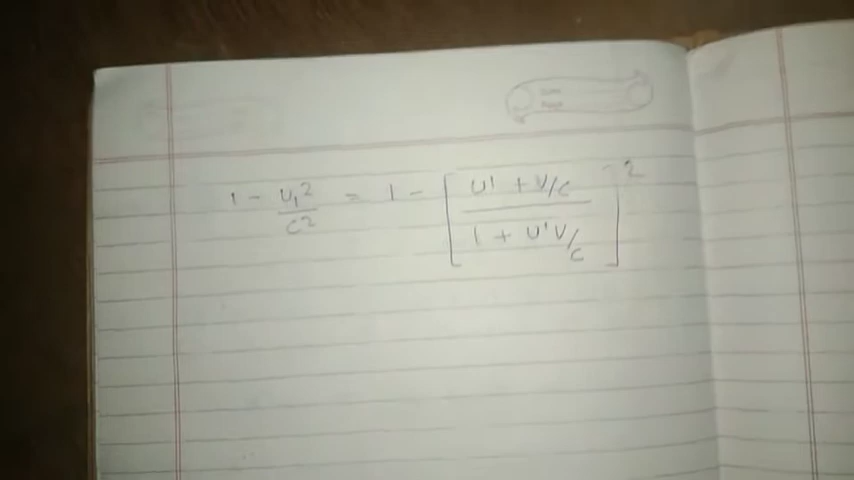 1 - u₁²/c² = 1 - [(u' + v/c)/(1 + u'v/c)]²